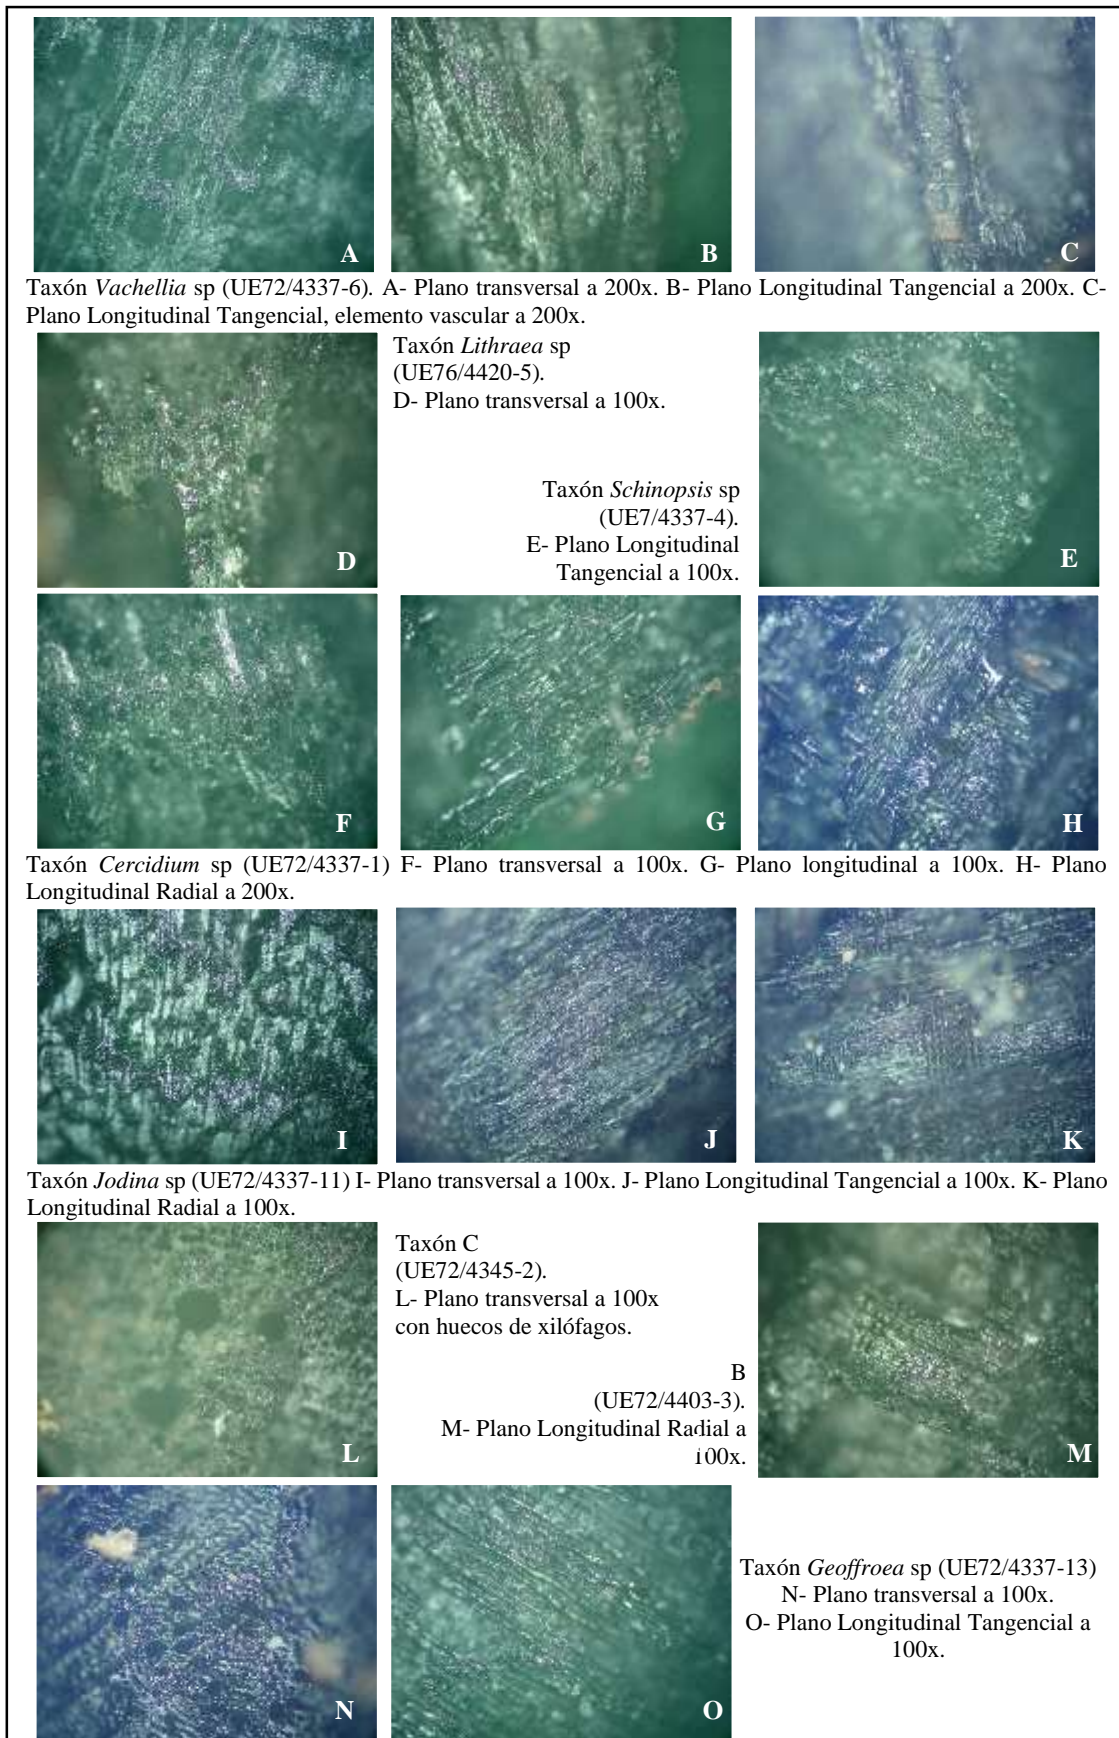 A
B
C
Taxón Vachellia sp (UE72/4337-6). A- Plano transversal a 200x. B- Plano Longitudinal Tangencial a 200x. C-
Plano Longitudinal Tangencial, elemento vascular a 200x.
Taxón Lithraea sp
(UE76/4420-5).
D- Plano transversal a 100x.
D
Taxón Schinopsis sp
(UE7/4337-4).
E- Plano Longitudinal
Tangencial a 100x.
E
F
G
H
Taxón Cercidium sp (UE72/4337-1) F- Plano transversal a 100x. G- Plano longitudinal a 100x. H- Plano
Longitudinal Radial a 200x.
I
J
K
Taxón Jodina sp (UE72/4337-11) I- Plano transversal a 100x. J- Plano Longitudinal Tangencial a 100x. K- Plano
Longitudinal Radial a 100x.
Taxón C
(UE72/4345-2).
L- Plano transversal a 100x
con huecos de xilófagos.
L
B
(UE72/4403-3).
M- Plano Longitudinal Radial a
100x.
M
N
O
Taxón Geoffroea sp (UE72/4337-13)
N- Plano transversal a 100x.
O- Plano Longitudinal Tangencial a
100x.